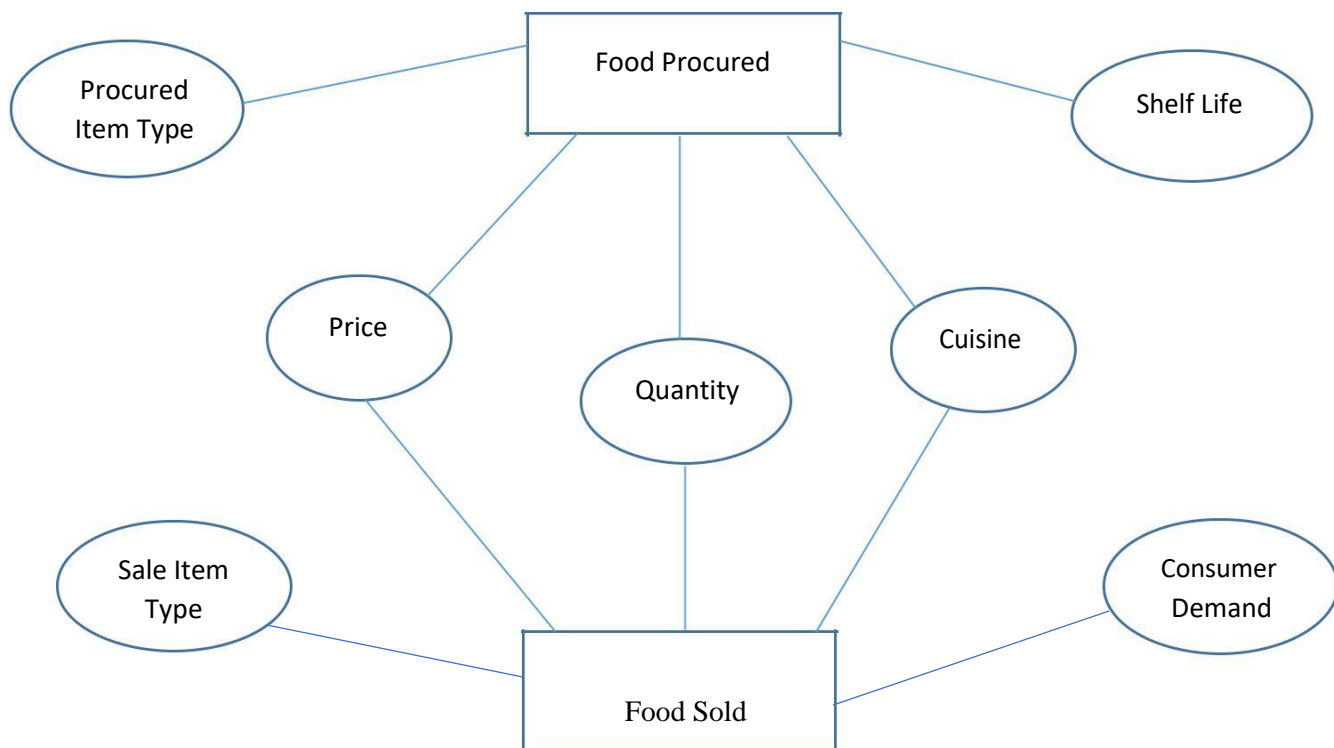 Food Procured
Procured
Item Type
Shelf Life
Price
Cuisine
Quantity
Sale Item
Type
Consumer
Demand
Food Sold